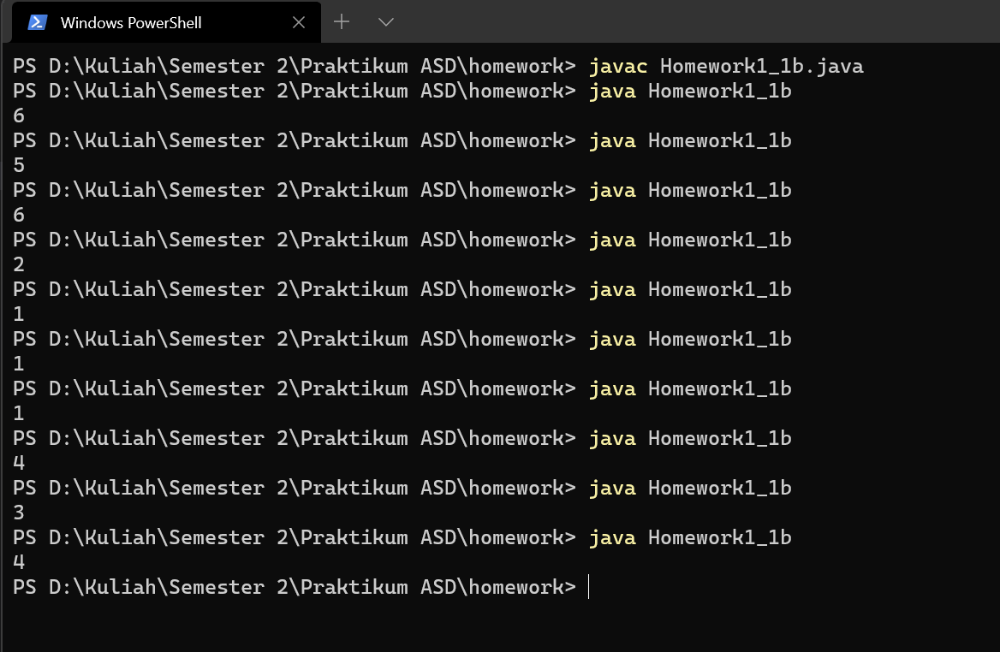 Windows PowerShell
PS D:\Kuliah\Semester 2\Praktikum ASD\homework> javac Homework1_1b.java
PS D:\Kuliah\Semester 2\Praktikum ASD\homework> java Homework1_1b
6
PS D:\Kuliah\Semester 2\Praktikum ASD\homework> java Homework1_1b
5
PS D:\Kuliah\Semester 2\Praktikum ASD\homework> java Homework1_1b
6
PS D:\Kuliah\Semester 2\Praktikum ASD\homework> java Homework1_1b
2
PS D:\Kuliah\Semester 2\Praktikum ASD\homework> java Homework1_1b
1
PS D:\Kuliah\Semester 2\Praktikum ASD\homework> java Homework1_1b
1
PS D:\Kuliah\Semester 2\Praktikum ASD\homework> java Homework1_1b
1
PS D:\Kuliah\Semester 2\Praktikum ASD\homework> java Homework1_1b
4
PS D:\Kuliah\Semester 2\Praktikum ASD\homework> java Homework1_1b
3
PS D:\Kuliah\Semester 2\Praktikum ASD\homework> java Homework1_1b
4
PS D:\Kuliah\Semester 2\Praktikum ASD\homework>